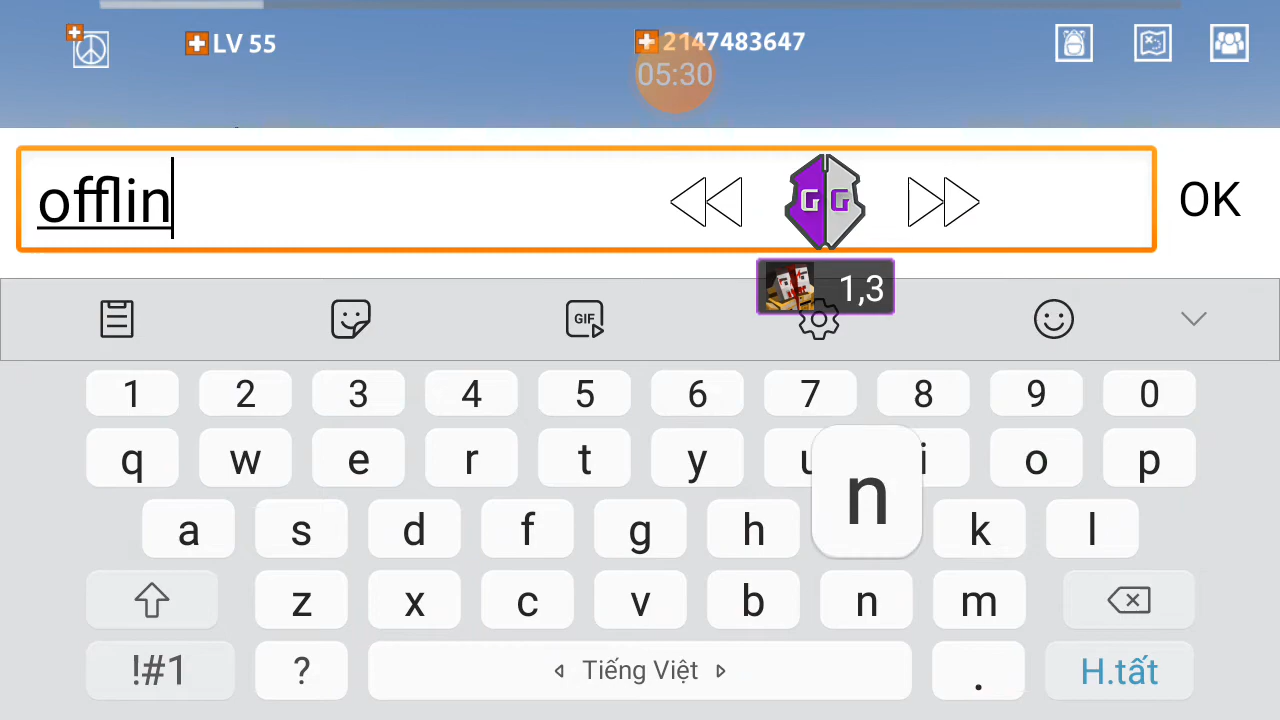 LV 55
2147483647
05:30
offlin
OK
G G
1,3
GIF
1 2 3 4 5 6 7 8 9 0
q w e r t y u i o p
n
a s d f g h k l
z x c v b n m
!#1 ? Tiếng Việt . H.tất